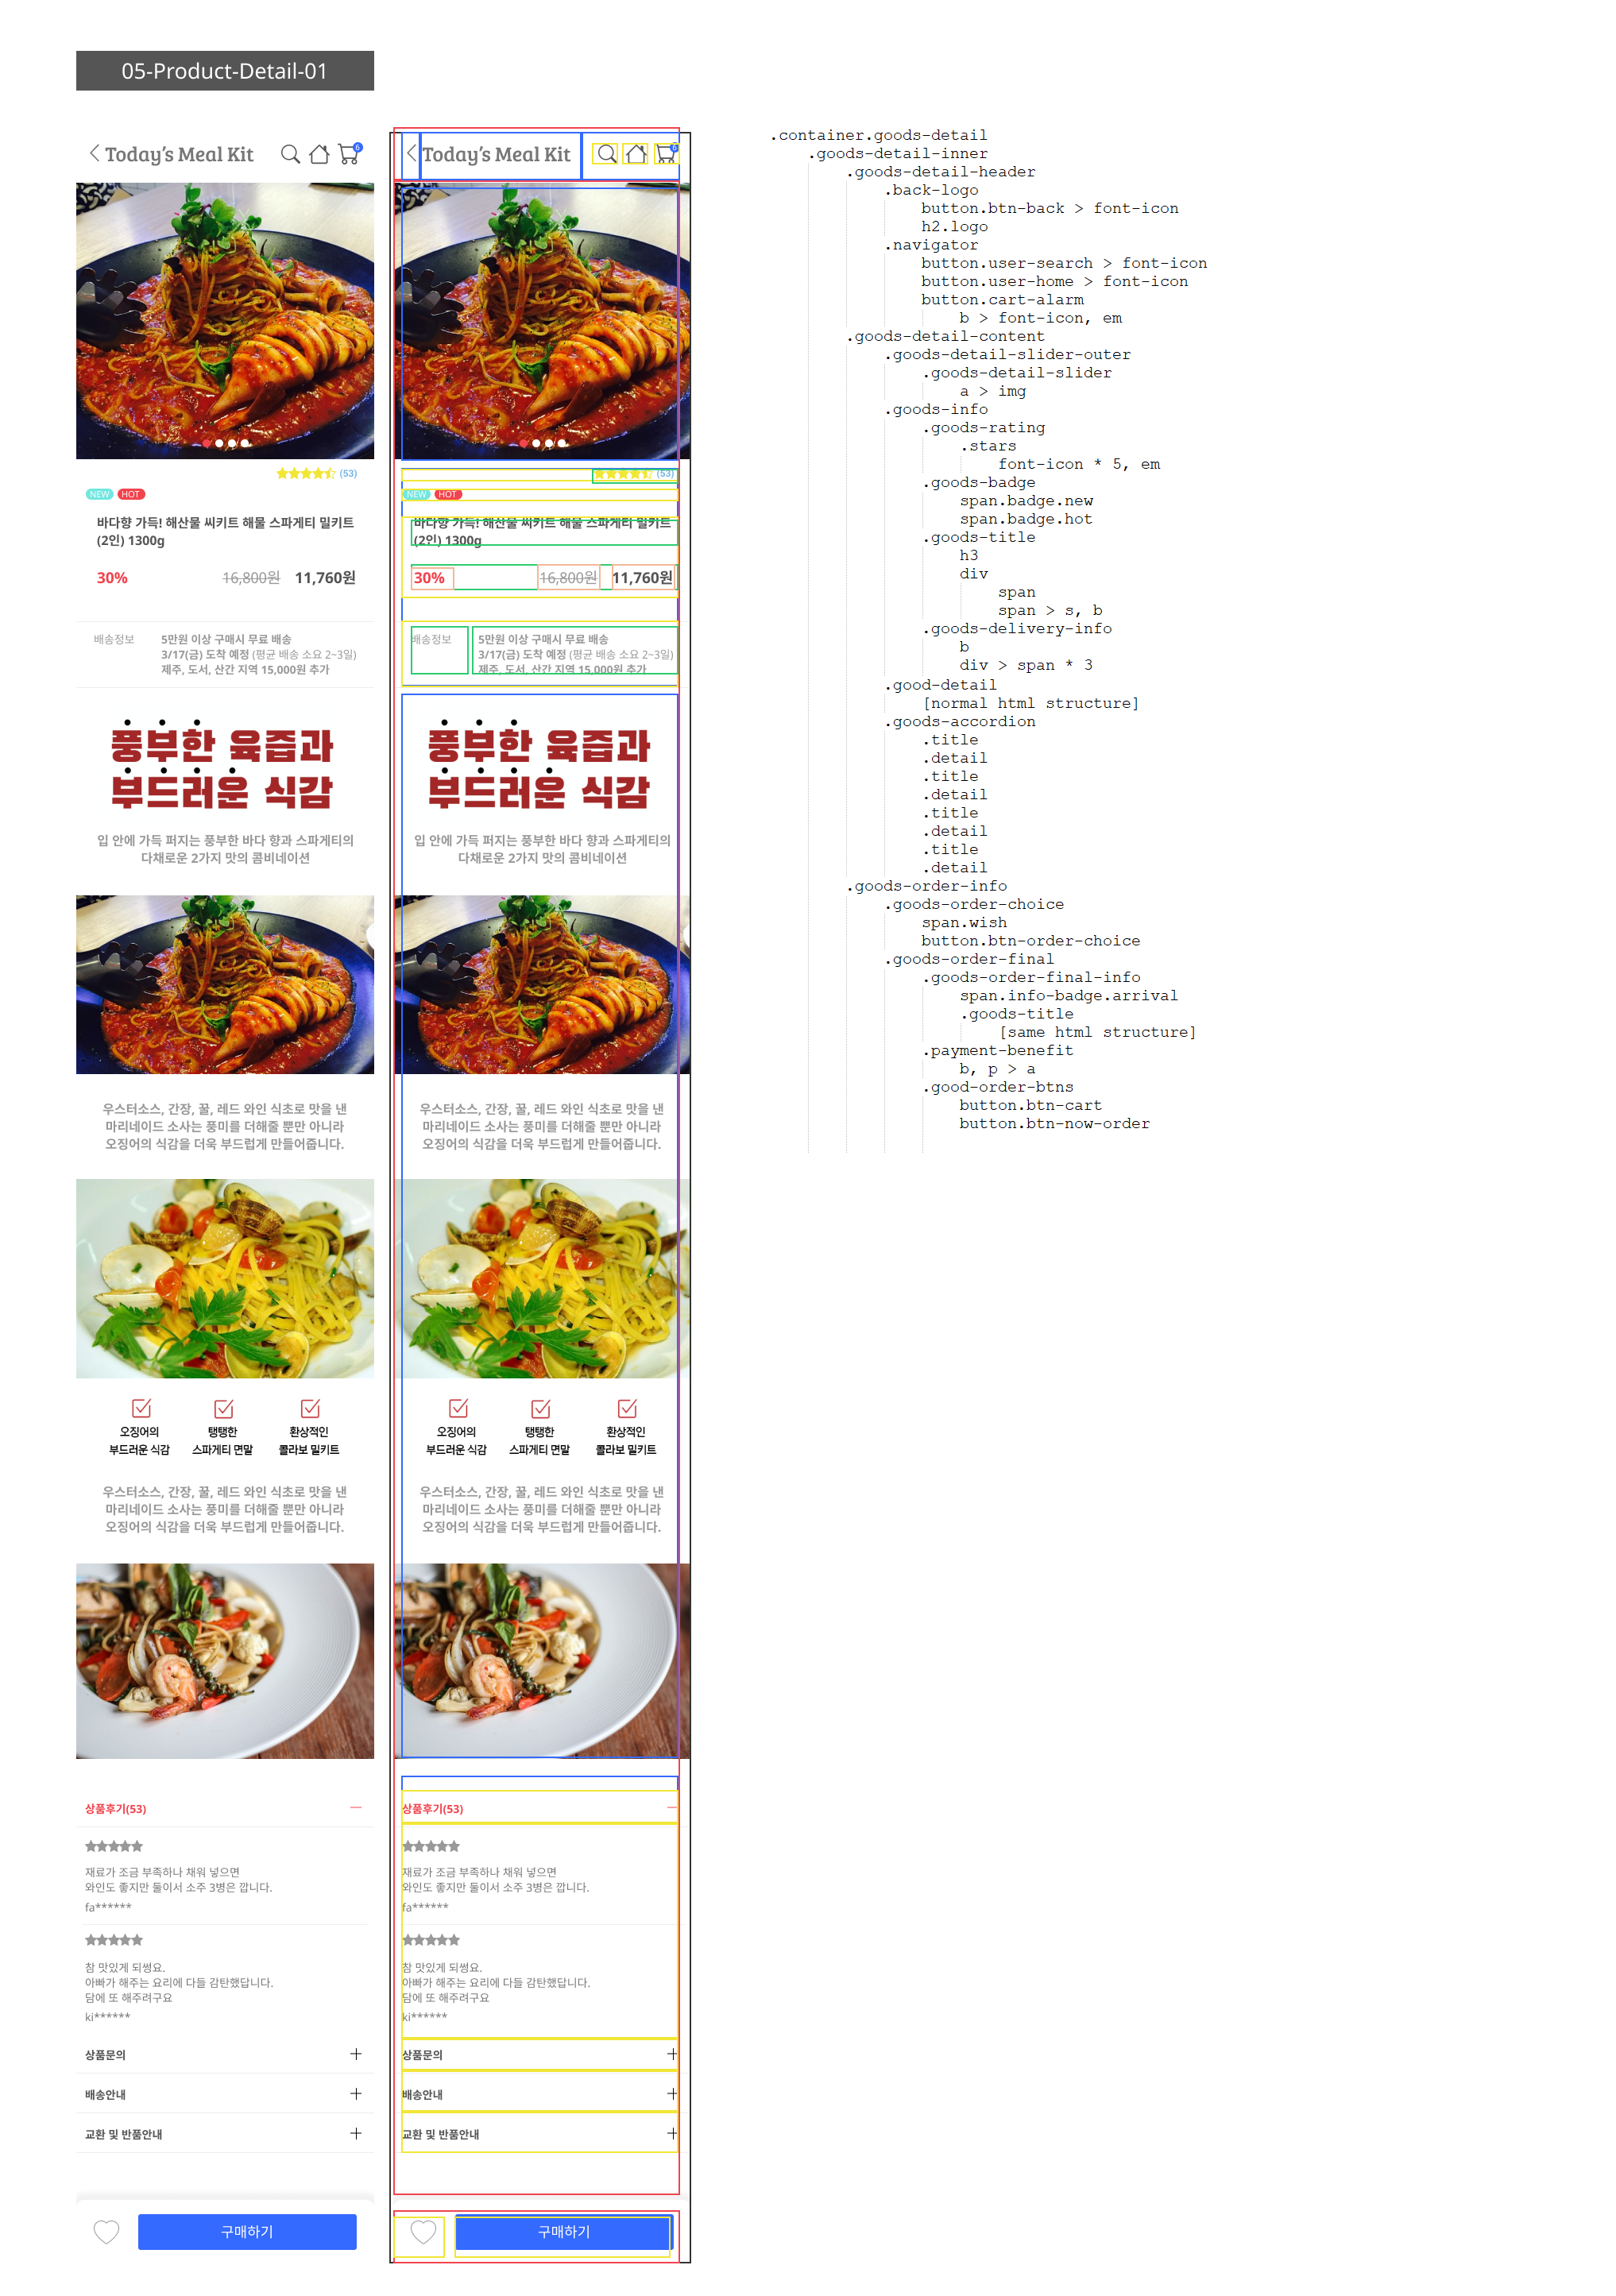 05-Product-Detail-01
Today's Meal Kit
6
(53)
NEW HOT
바다향 가득! 해산물 씨키트 해물 스파게티 밀키트
(2인) 1300g
30% 16,800원 11,760원
배송정보
5만원 이상 구매시 무료 배송
3/17(금) 도착 예정 (평균 배송 소요 2~3일)
제주, 도서, 산간 지역 15,000원 추가
풍부한 육즙과
부드러운 식감
입 안에 가득 퍼지는 풍부한 바다 향과 스파게티의
다채로운 2가지 맛의 콤비네이션
우스터소스, 간장, 꿀, 레드 와인 식초로 맛을 낸
마리네이드 소사는 풍미를 더해줄 뿐만 아니라
오징어의 식감을 더욱 부드럽게 만들어줍니다.
오징어의
부드러운 식감
탱탱한
스파게티 면말
환상적인
콜라보 밀키트
우스터소스, 간장, 꿀, 레드 와인 식초로 맛을 낸
마리네이드 소사는 풍미를 더해줄 뿐만 아니라
오징어의 식감을 더욱 부드럽게 만들어줍니다.
상품후기(53)
재료가 조금 부족하나 채워 넣으면
와인도 좋지만 둘이서 소주 3병은 깝니다.
fa******
참 맛있게 되썽요.
아빠가 해주는 요리에 다들 감탄했답니다.
담에 또 해주려구요
ki******
상품문의
배송안내
교환 및 반품안내
구매하기
Today's Meal Kit
6
(53)
NEW HOT
바다향 가득! 해산물 씨키트 해물 스파게티 밀키트
(2인) 1300g
30% 16,800원 11,760원
배송정보
5만원 이상 구매시 무료 배송
3/17(금) 도착 예정 (평균 배송 소요 2~3일)
제주, 도서, 산간 지역 15,000원 추가
풍부한 육즙과
부드러운 식감
입 안에 가득 퍼지는 풍부한 바다 향과 스파게티의
다채로운 2가지 맛의 콤비네이션
우스터소스, 간장, 꿀, 레드 와인 식초로 맛을 낸
마리네이드 소사는 풍미를 더해줄 뿐만 아니라
오징어의 식감을 더욱 부드럽게 만들어줍니다.
오징어의
부드러운 식감
탱탱한
스파게티 면말
환상적인
콜라보 밀키트
우스터소스, 간장, 꿀, 레드 와인 식초로 맛을 낸
마리네이드 소사는 풍미를 더해줄 뿐만 아니라
오징어의 식감을 더욱 부드럽게 만들어줍니다.
상품후기(53)
재료가 조금 부족하나 채워 넣으면
와인도 좋지만 둘이서 소주 3병은 깝니다.
fa******
참 맛있게 되썽요.
아빠가 해주는 요리에 다들 감탄했답니다.
담에 또 해주려구요
ki******
상품문의
배송안내
교환 및 반품안내
구매하기
.container.goods-detail
.goods-detail-inner
.goods-detail-header
.back-logo
button.btn-back > font-icon
h2.logo
.navigator
button.user-search > font-icon
button.user-home > font-icon
button.cart-alarm
b > font-icon, em
.goods-detail-content
.goods-detail-slider-outer
.goods-detail-slider
a > img
.goods-info
.goods-rating
.stars
font-icon * 5, em
.goods-badge
span.badge.new
span.badge.hot
.goods-title
h3
div
span
span > s, b
.goods-delivery-info
b
div > span * 3
.good-detail
[normal html structure]
.goods-accordion
.title
.detail
.title
.detail
.title
.detail
.title
.detail
.goods-order-info
.goods-order-choice
span.wish
button.btn-order-choice
.goods-order-final
.goods-order-final-info
span.info-badge.arrival
.goods-title
[same html structure]
.payment-benefit
b, p > a
.good-order-btns
button.btn-cart
button.btn-now-order